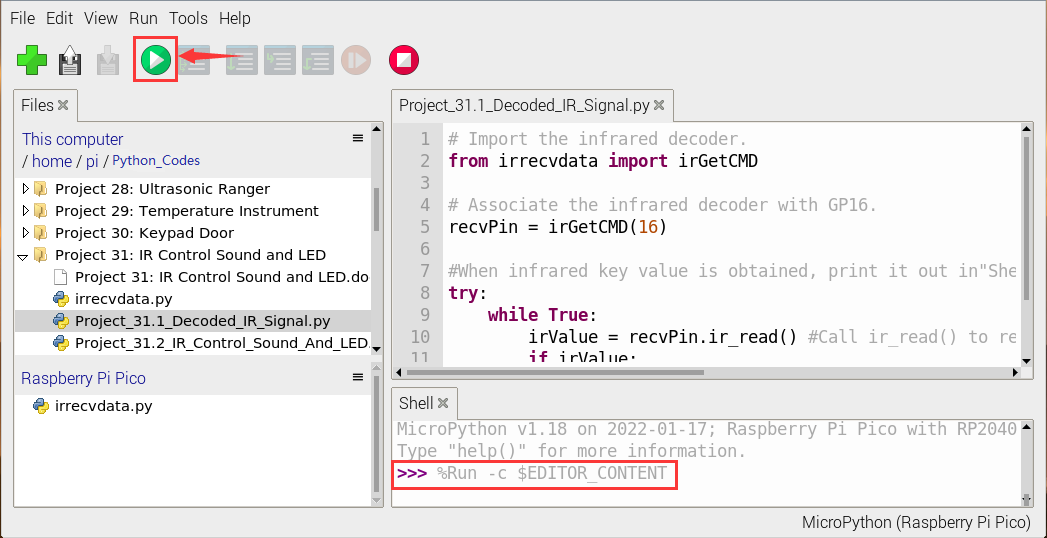 File Edit View Run Tools Help
Files
This computer
/ home / pi / Python_Codes
Project 28: Ultrasonic Ranger
Project 29: Temperature Instrument
Project 30: Keypad Door
Project 31: IR Control Sound and LED
Project 31: IR Control Sound and LED.do
irrecvdata.py
Project_31.1_Decoded_IR_Signal.py
Project_31.2_IR_Control_Sound_And_LED.
Raspberry Pi Pico
irrecvdata.py
Project_31.1_Decoded_IR_Signal.py
1 # Import the infrared decoder.
2 from irrecvdata import irGetCMD
3
4 # Associate the infrared decoder with GP16.
5 recvPin = irGetCMD(16)
6
7 #When infrared key value is obtained, print it out in"She
8 try:
9 while True:
10 irValue = recvPin.ir_read() #Call ir_read() to re
11 if irValue:
Shell
MicroPython v1.18 on 2022-01-17; Raspberry Pi Pico with RP2040
Type "help()" for more information.
>>> %Run -c $EDITOR_CONTENT
MicroPython (Raspberry Pi Pico)